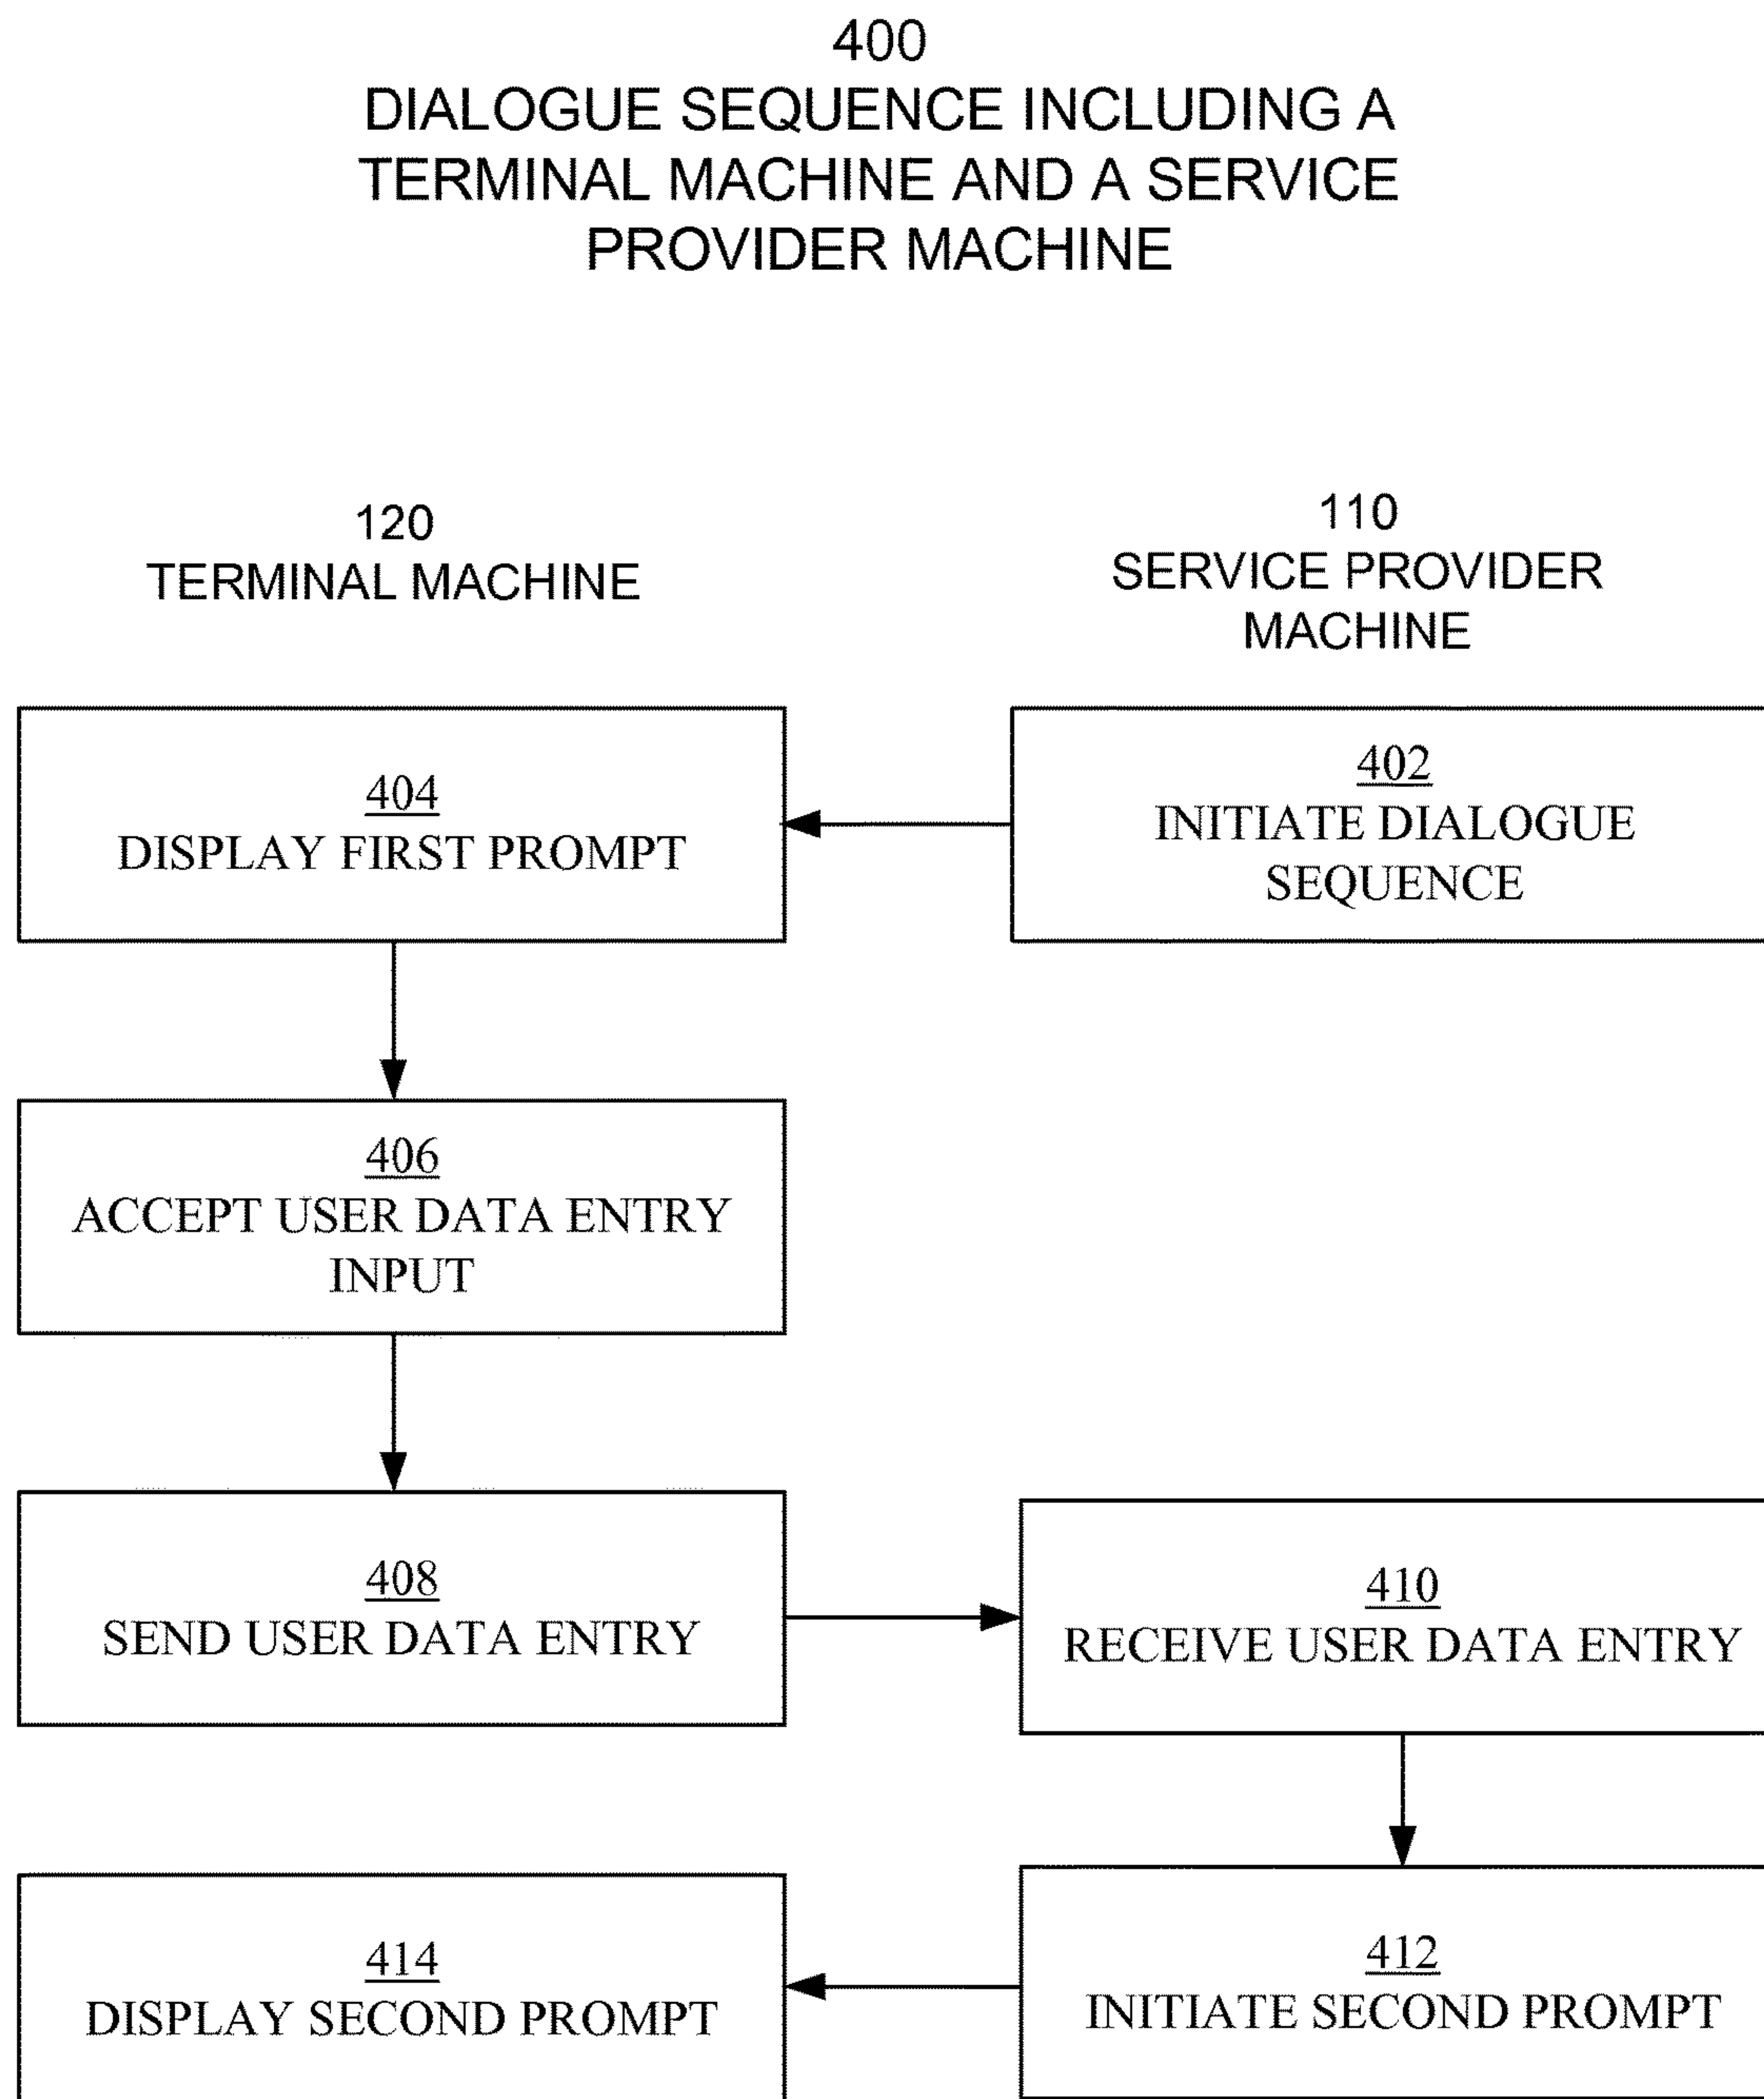 400
DIALOGUE SEQUENCE INCLUDING A
TERMINAL MACHINE AND A SERVICE
PROVIDER MACHINE
120
TERMINAL MACHINE
110
SERVICE PROVIDER
MACHINE
404
DISPLAY FIRST PROMPT
402
INITIATE DIALOGUE
SEQUENCE
406
ACCEPT USER DATA ENTRY
INPUT
408
SEND USER DATA ENTRY
410
RECEIVE USER DATA ENTRY
414
DISPLAY SECOND PROMPT
412
INITIATE SECOND PROMPT